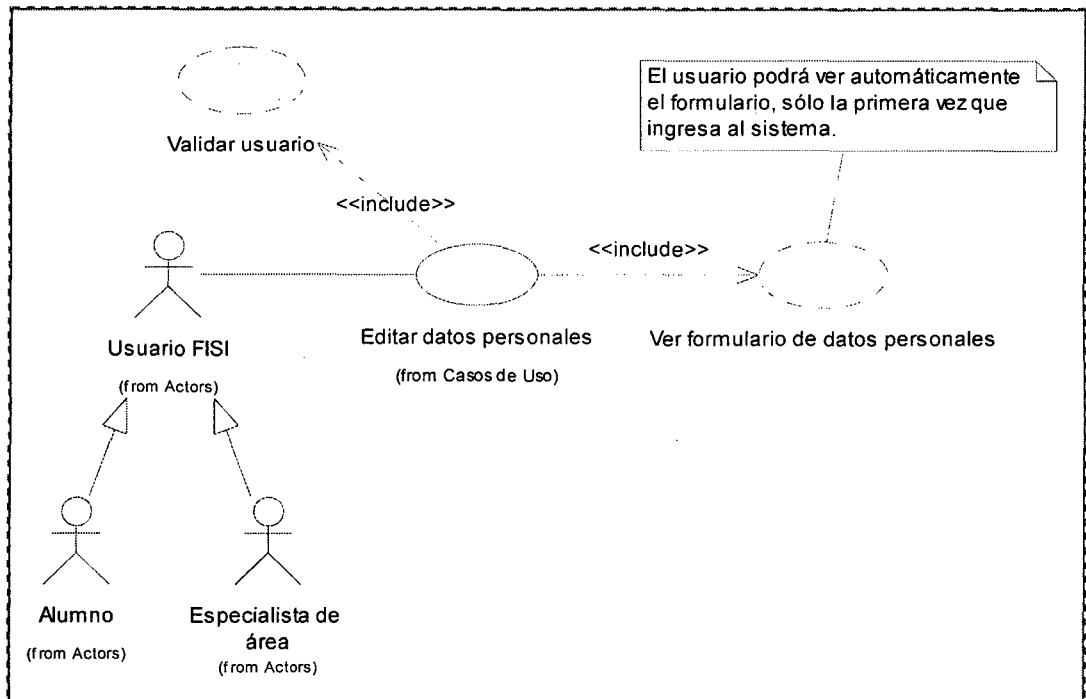 El usuario podrá ver automáticamente
el formulario, sólo la primera vez que
ingresa al sistema.
Validar usuario
<<include>>
<<include>>
Usuario FISI
(from Actors)
Editar datos personales
(from Casos de Uso)
Ver formulario de datos personales
Alumno
(from Actors)
Especialista de
área
(from Actors)